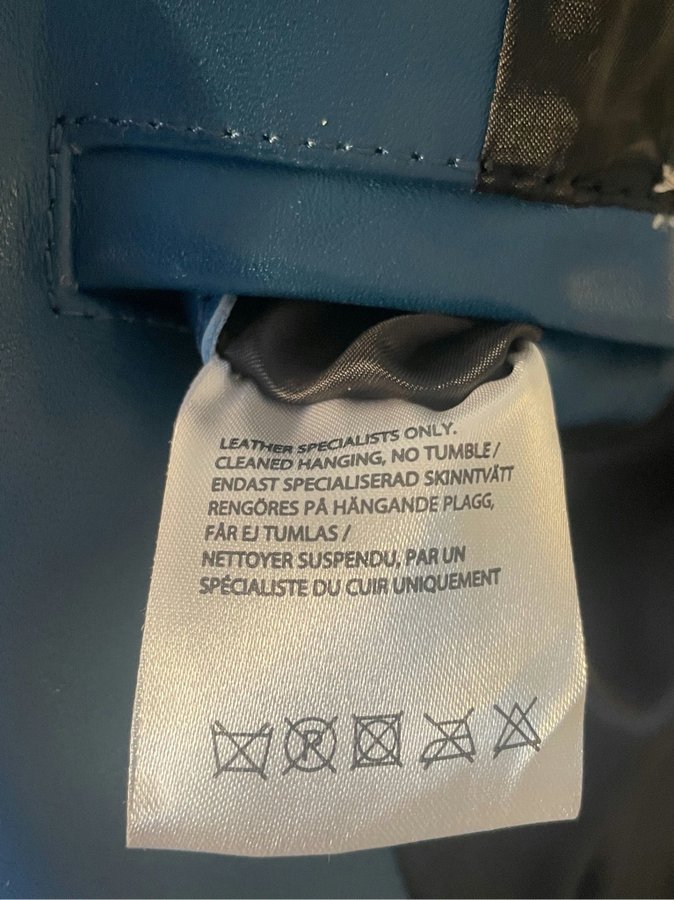 LEATHER SPECIALISTS ONLY.
CLEANED HANGING, NO TUMBLE/
ENDAST SPECIALISERAD SKINNTVÄTT
RENGÖRES PÅ HÄNGANDE PLAGG,
FÅR EJ TUMLAS /
NETTOYER SUSPENDU, PAR UN
SPÉCIALISTE DU CUIR UNIQUEMENT
P